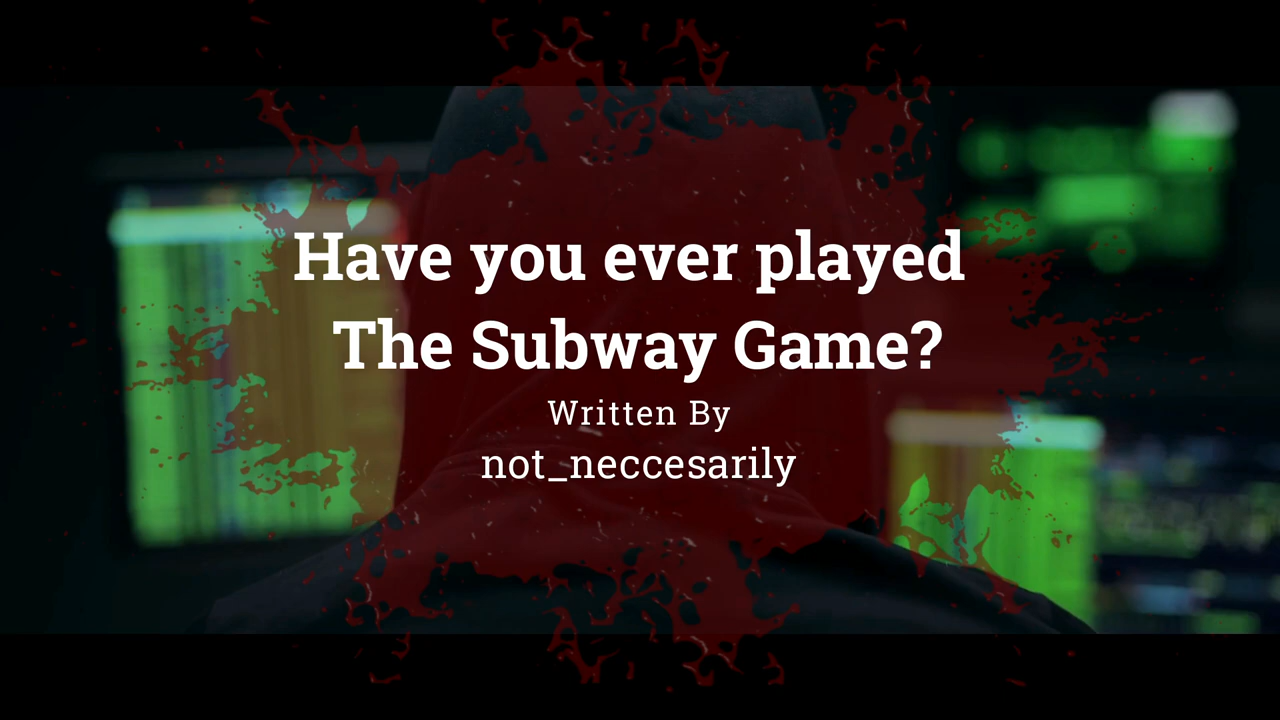 Have you ever played
The Subway Game?
Written By
not_neccesarily